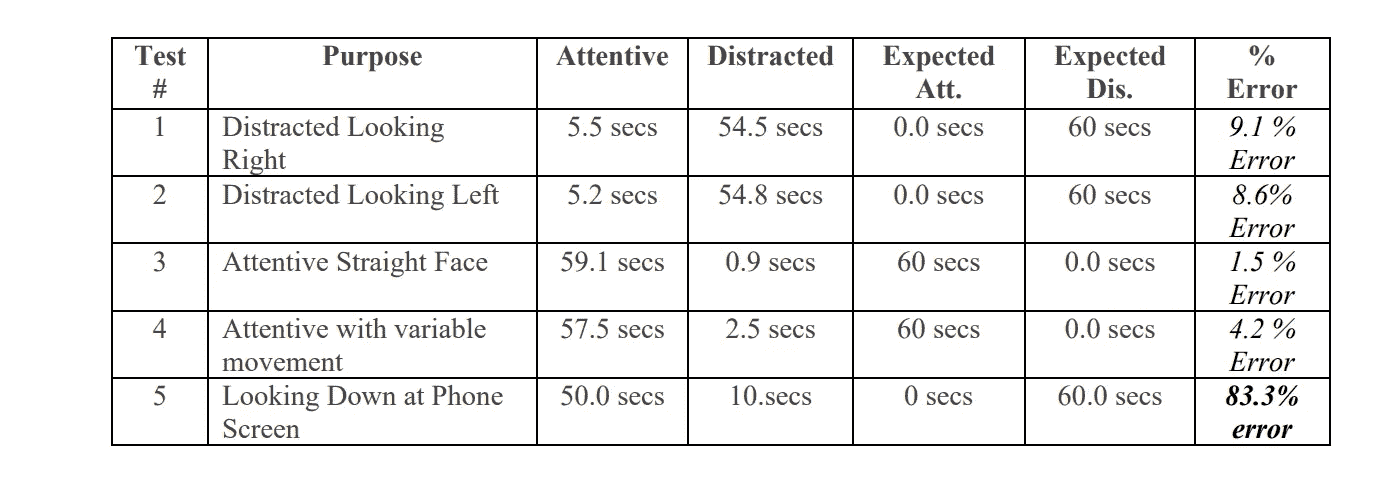 Test # Purpose Attentive Distracted Expected Att. Expected Dis. % Error
1 Distracted Looking Right 5.5 secs 54.5 secs 0.0 secs 60 secs 9.1 % Error
2 Distracted Looking Left 5.2 secs 54.8 secs 0.0 secs 60 secs 8.6% Error
3 Attentive Straight Face 59.1 secs 0.9 secs 60 secs 0.0 secs 1.5 % Error
4 Attentive with variable movement 57.5 secs 2.5 secs 60 secs 0.0 secs 4.2 % Error
5 Looking Down at Phone Screen 50.0 secs 10.secs 0 secs 60.0 secs 83.3% error